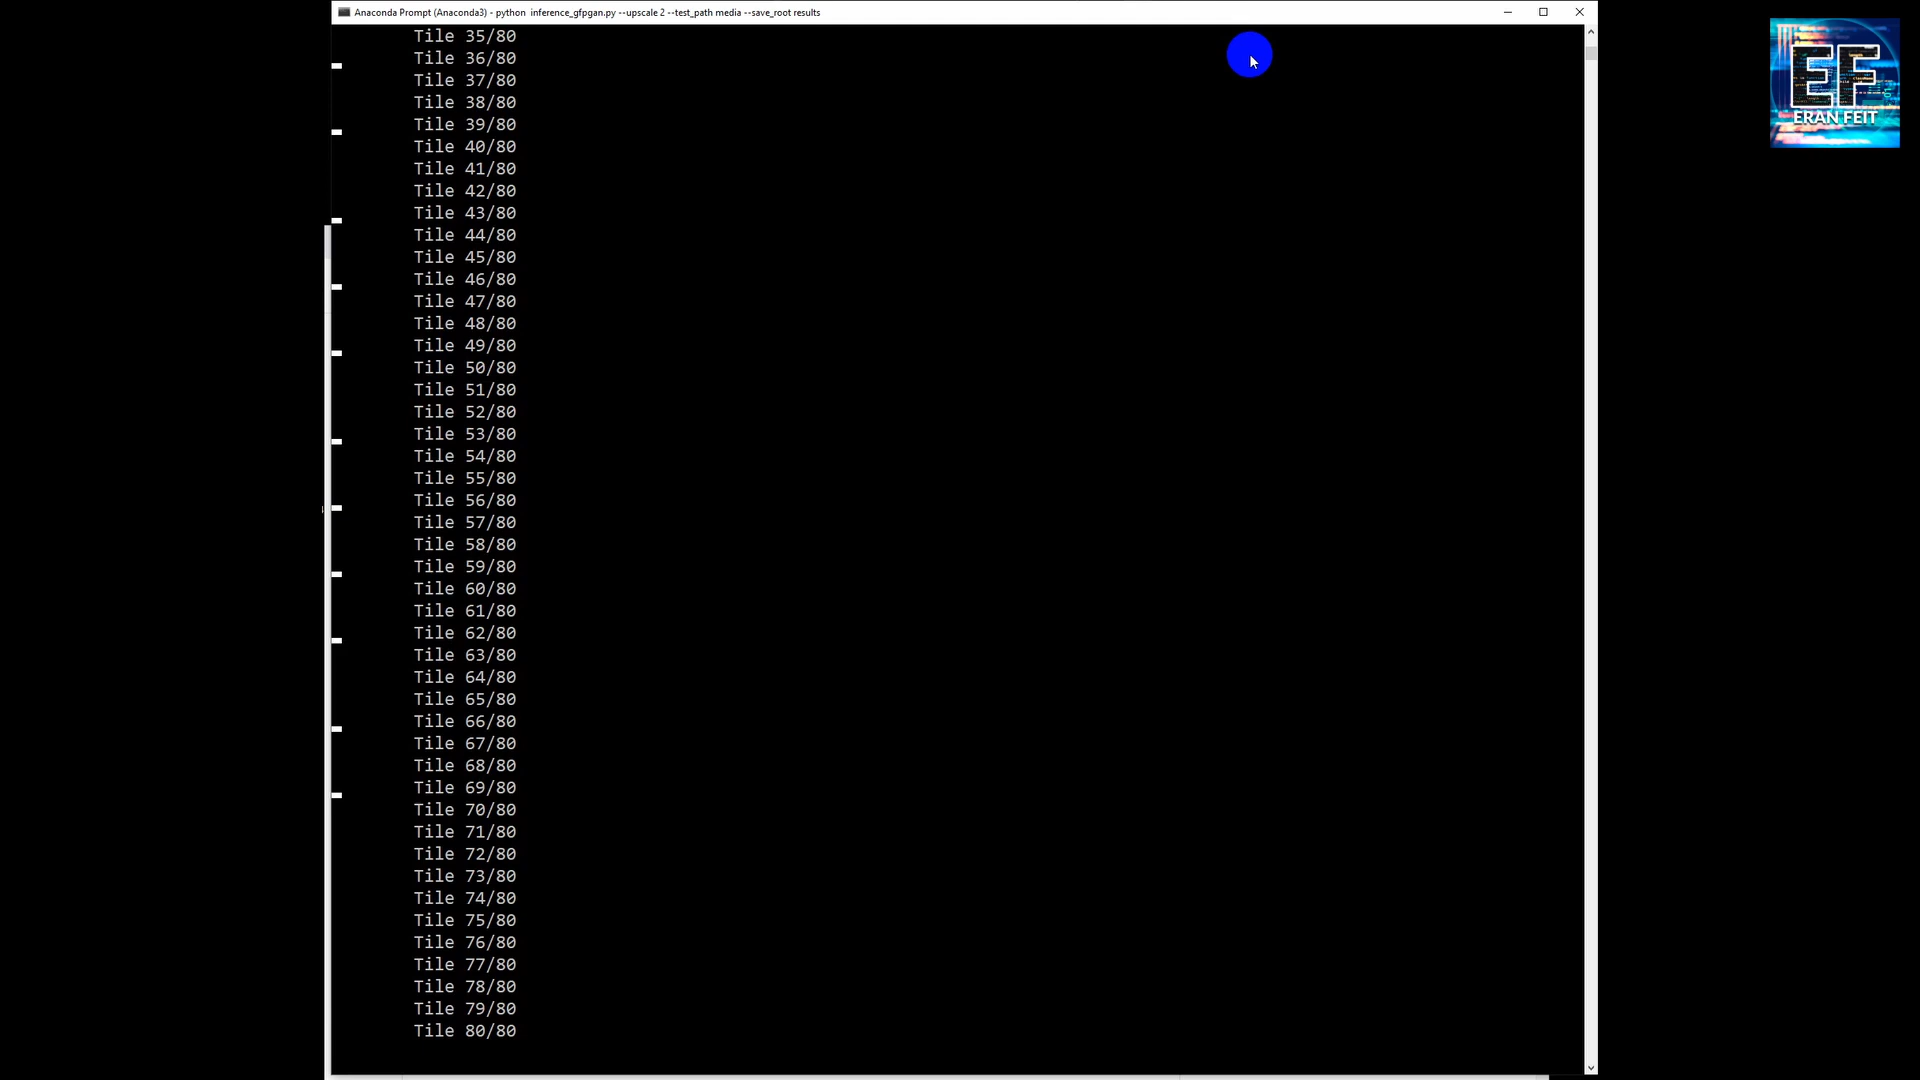 Anaconda Prompt (Anaconda3) - python  inference_gfpgan.py --upscale 2 --test_path media --save_root results
Tile 35/80
Tile 36/80
Tile 37/80
Tile 38/80
Tile 39/80
Tile 40/80
Tile 41/80
Tile 42/80
Tile 43/80
Tile 44/80
Tile 45/80
Tile 46/80
Tile 47/80
Tile 48/80
Tile 49/80
Tile 50/80
Tile 51/80
Tile 52/80
Tile 53/80
Tile 54/80
Tile 55/80
Tile 56/80
Tile 57/80
Tile 58/80
Tile 59/80
Tile 60/80
Tile 61/80
Tile 62/80
Tile 63/80
Tile 64/80
Tile 65/80
Tile 66/80
Tile 67/80
Tile 68/80
Tile 69/80
Tile 70/80
Tile 71/80
Tile 72/80
Tile 73/80
Tile 74/80
Tile 75/80
Tile 76/80
Tile 77/80
Tile 78/80
Tile 79/80
Tile 80/80
EF
ERAN FEIT